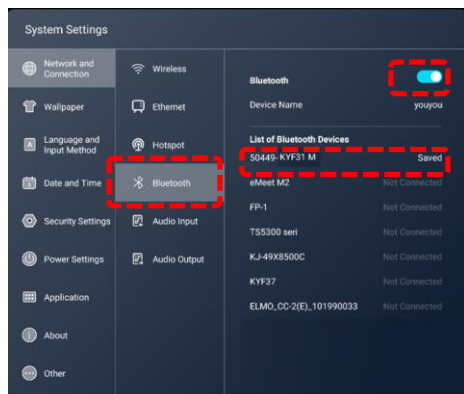 System Settings
Network and
Connection
Wallpaper
Language and
Input Method
Date and Time
Security Settings
Power Settings
Application
About
Other
Wireless
Ethernet
Hotspot
Bluetooth
Audio Input
Audio Output
Bluetooth
Device Name youyou
List of Bluetooth Devices
50449-KYF31 M Saved
eMeet M2 Not Connected
FP-1 Not Connected
TS5300 seri Not Connected
KJ-49X8500C Not Connected
KYF37 Not Connected
ELMO_CC-2(E)_101990033 Not Connected